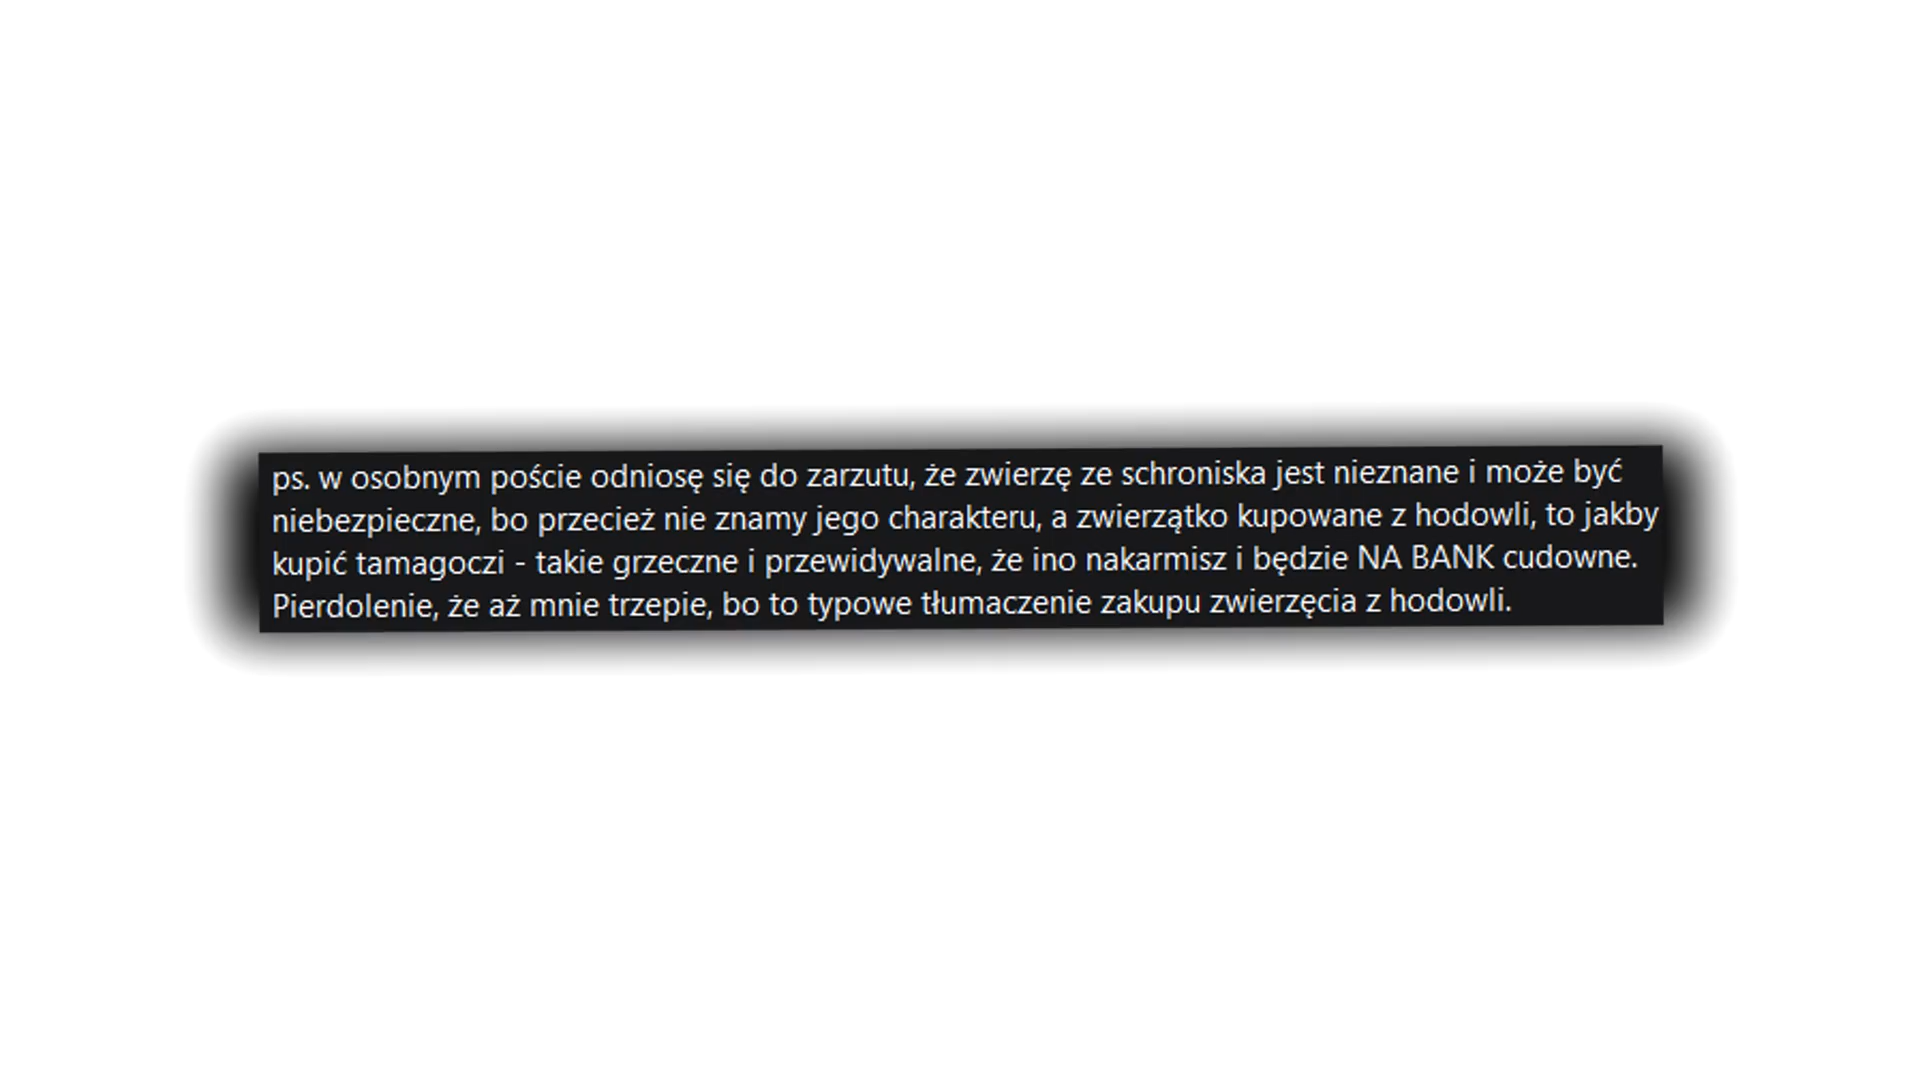 ps. w osobnym poście odniosę się do zarzutu, że zwierzę ze schroniska jest nieznane i może być
niebezpieczne, bo przecież nie znamy jego charakteru, a zwierzątko kupowane z hodowli, to jakby
kupić tamagoczi - takie grzeczne i przewidywalne, że ino nakarmisz i będzie NA BANK cudowne.
Pierdolenie, że aż mnie trzepie, bo to typowe tłumaczenie zakupu zwierzęcia z hodowli.